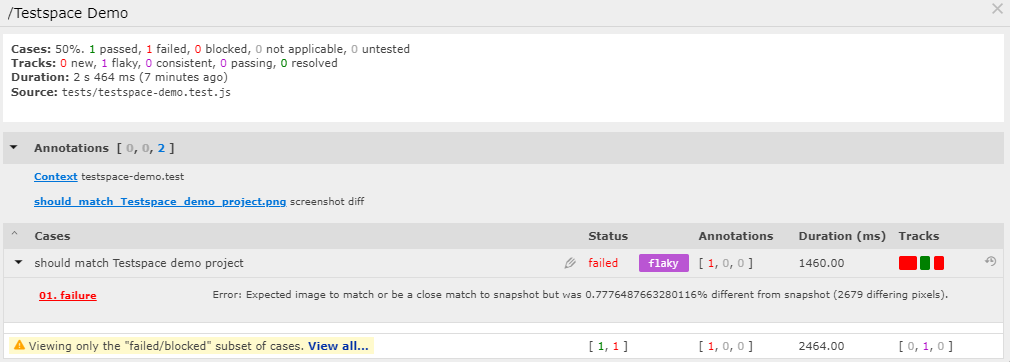 /Testspace Demo
Cases: 50%. 1 passed, 1 failed, 0 blocked, 0 not applicable, 0 untested
Tracks: 0 new, 1 flaky, 0 consistent, 0 passing, 0 resolved
Duration: 2 s 464 ms (7 minutes ago)
Source: tests/testspace-demo.test.js
Annotations [ 0, 0, 2 ]
Context testspace-demo.test
should_match_Testspace_demo_project.png screenshot diff
Cases Status Annotations Duration (ms) Tracks
should match Testspace demo project failed flaky [ 1, 0, 0 ] 1460.00
01. failure Error: Expected image to match or be a close match to snapshot but was 0.7776487663280116% different from snapshot (2679 differing pixels).
Viewing only the "failed/blocked" subset of cases. View all... [ 1, 1 ] [ 1, 0, 0 ] 2464.00 [ 0, 1, 0 ]